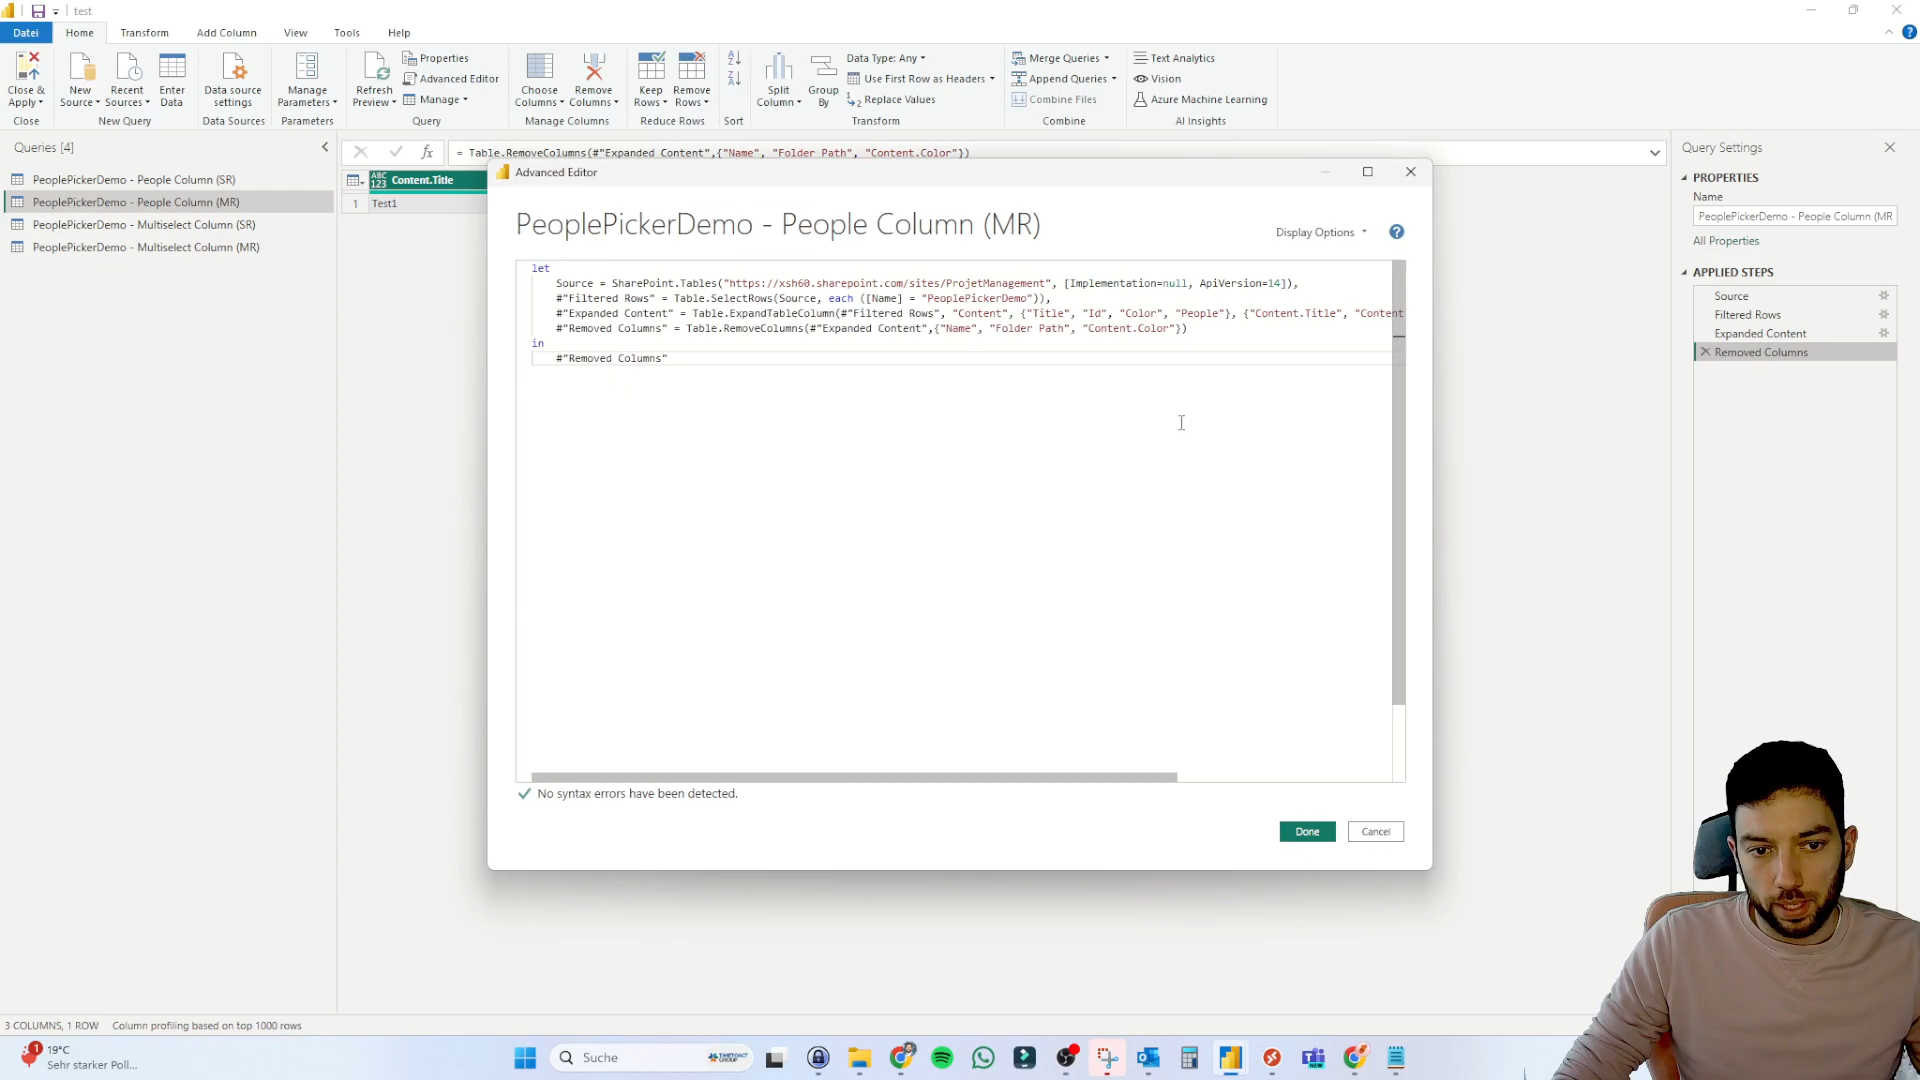 test
Datei Home Transform Add Column View Tools Help
Close & Apply
New Source
Recent Sources
Enter Data
Data source settings
Manage Parameters
Refresh Preview
Properties
Advanced Editor
Manage
Choose Columns
Remove Columns
Keep Rows
Remove Rows
Split Column
Group By
Data Type: Any
Use First Row as Headers
Replace Values
Merge Queries
Append Queries
Combine Files
Text Analytics
Vision
Azure Machine Learning
Close New Query Data Sources Parameters Query Manage Columns Reduce Rows Sort Transform Combine AI Insights
Queries [4]
PeoplePickerDemo - People Column (SR)
PeoplePickerDemo - People Column (MR)
PeoplePickerDemo - Multiselect Column (SR)
PeoplePickerDemo - Multiselect Column (MR)
fx = Table.RemoveColumns(#"Expanded Content",{"Name", "Folder Path", "Content.Color"})
ABC 123 Content.Title
1 Test1
Advanced Editor
PeoplePickerDemo - People Column (MR)
Display Options
let
Source = SharePoint.Tables("https://xsh60.sharepoint.com/sites/ProjetManagement", [Implementation=null, ApiVersion=14]),
#"Filtered Rows" = Table.SelectRows(Source, each ([Name] = "PeoplePickerDemo")),
#"Expanded Content" = Table.ExpandTableColumn(#"Filtered Rows", "Content", {"Title", "Id", "Color", "People"}, {"Content.Title", "Content
#"Removed Columns" = Table.RemoveColumns(#"Expanded Content",{"Name", "Folder Path", "Content.Color"})
in
#"Removed Columns"
No syntax errors have been detected.
Done Cancel
Query Settings
PROPERTIES
Name
PeoplePickerDemo - People Column (MR
All Properties
APPLIED STEPS
Source
Filtered Rows
Expanded Content
Removed Columns
3 COLUMNS, 1 ROW Column profiling based on top 1000 rows
1
19°C
Sehr starker Poll...
Suche